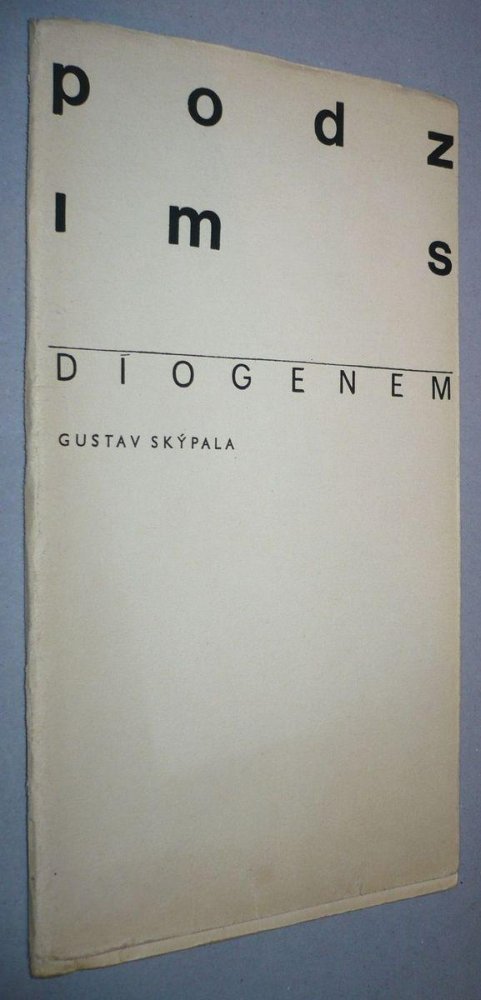 podz
ım s
DÍOGENEM
GUSTAV SKÝPALA